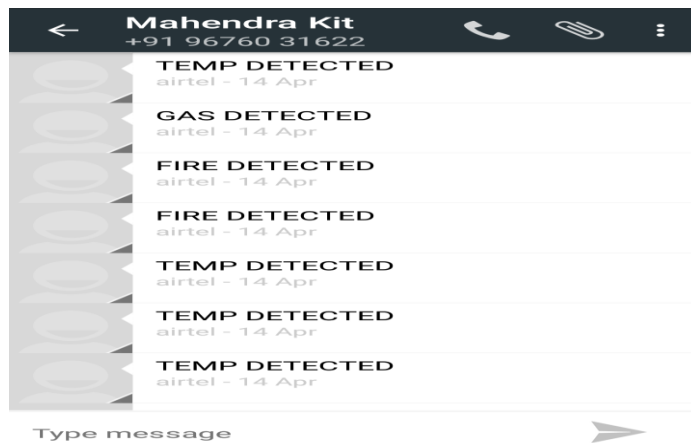 Mahendra Kit
+91 96760 31622
TEMP DETECTED
airtel - 14 Apr
GAS DETECTED
airtel - 14 Apr
FIRE DETECTED
airtel - 14 Apr
FIRE DETECTED
airtel - 14 Apr
TEMP DETECTED
airtel - 14 Apr
TEMP DETECTED
airtel - 14 Apr
TEMP DETECTED
airtel - 14 Apr
Type message